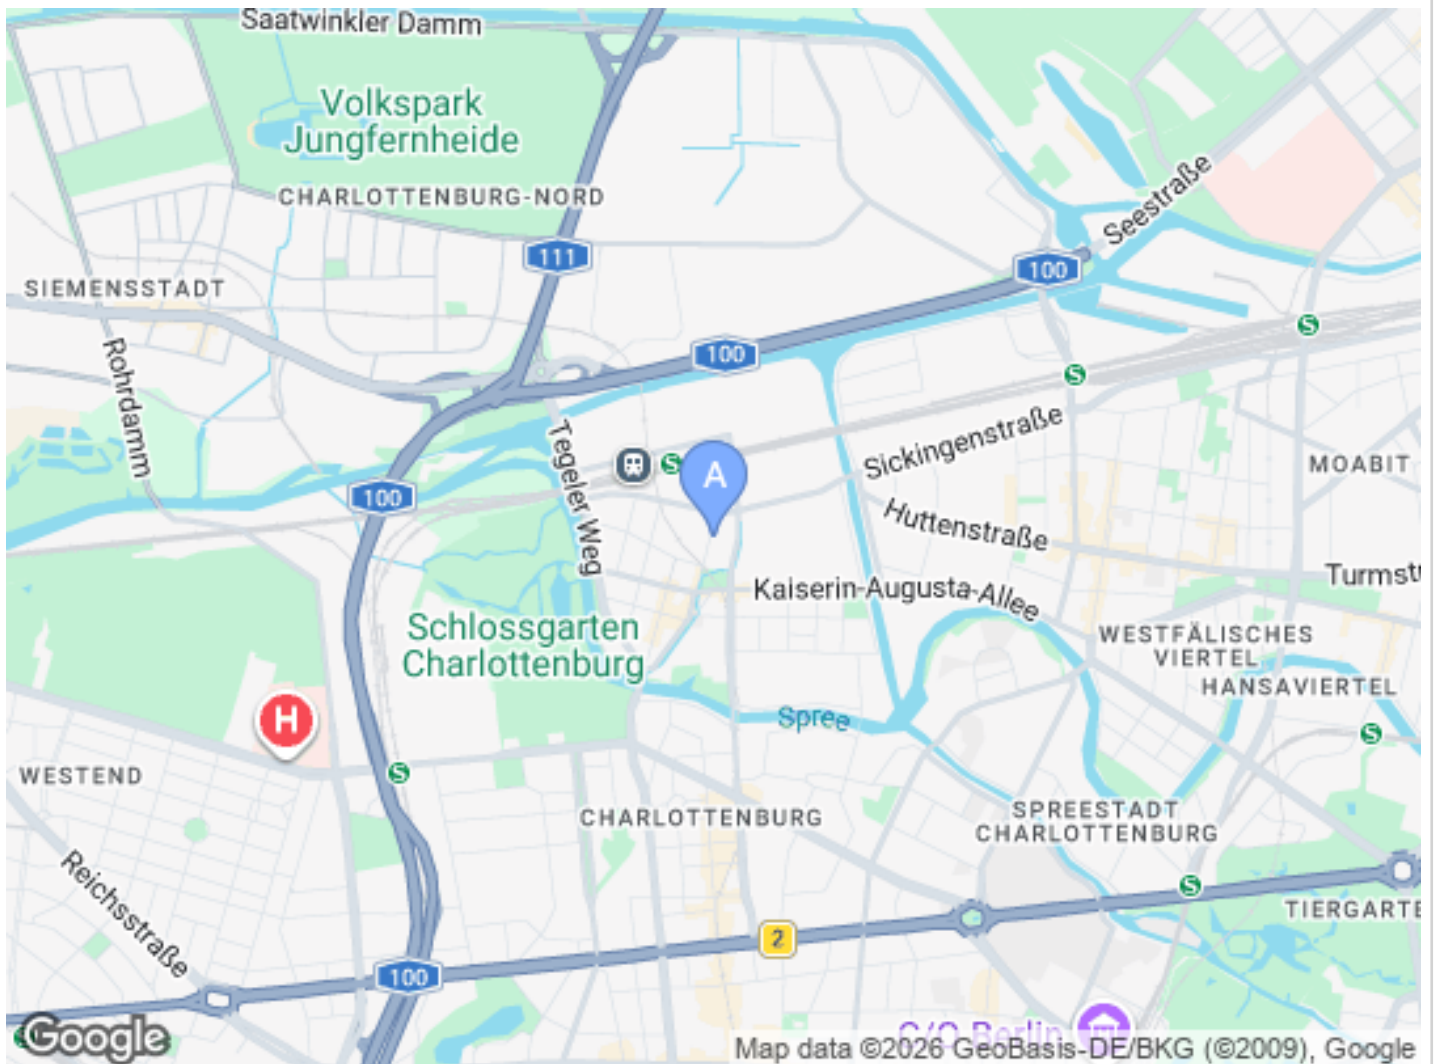 Saatwinkler Damm
Volkspark
Jungfernheide
CHARLOTTENBURG-NORD
Seestraße
111
100
SIEMENSSTADT
100
Rohrdamm
Sickingenstraße
MOABIT
S
S
S
A
100
Tegeler Weg
Huttenstraße
Turmst
Kaiserin-Augusta-Allee
Schlossgarten
Charlottenburg
WESTFÄLISCHES
VIERTEL
HANSAVIERTEL
H
Spree
S
WESTEND
S
CHARLOTTENBURG
SPREESTADT
CHARLOTTENBURG
Reichsstraße
S
TIERGARTE
2
100
C/O Berlin
Google
Map data ©2026 GeoBasis-DE/BKG (©2009), Google